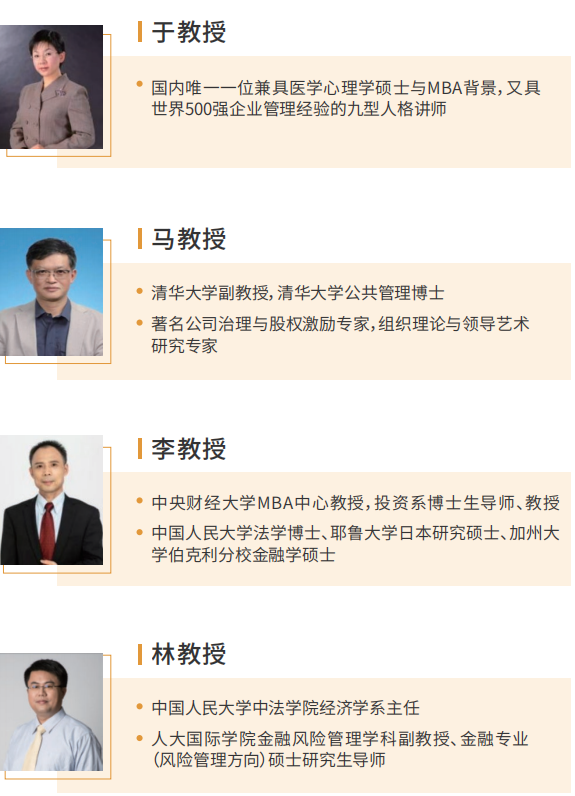 于教授
国内唯一一位兼具医学心理学硕士与MBA背景，又具
世界500强企业管理经验的九型人格讲师
马教授
清华大学副教授，清华大学公共管理博士
著名公司治理与股权激励专家，组织理论与领导艺术
研究专家
李教授
中央财经大学MBA中心教授，投资系博士生导师、教授
中国人民大学法学博士、耶鲁大学日本研究硕士、加州大
学伯克利分校金融学硕士
林教授
中国人民大学中法学院经济学系主任
人大国际学院金融风险管理学科副教授、金融专业
（风险管理方向）硕士研究生导师